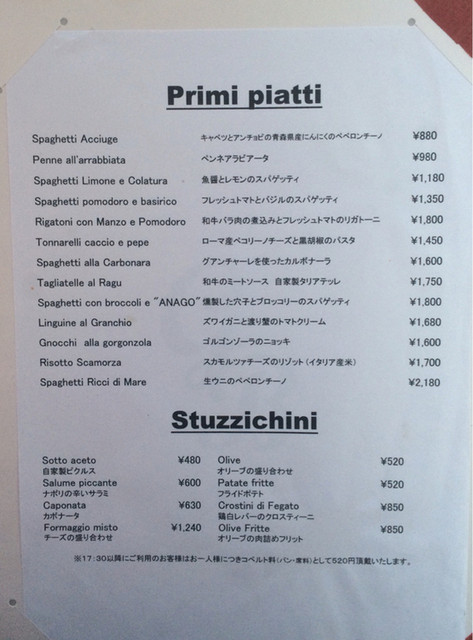 Primi piatti
Spaghetti Acciuge キャベツとアンチョビの青森県産にんにくのペペロンチーノ ¥880
Penne all'arrabbiata ペンネアラビアータ ¥980
Spaghetti Limone e Colatura 魚醤とレモンのスパゲッティ ¥1,180
Spaghetti pomodoro e basirico フレッシュトマトとバジルのスパゲッティ ¥1,350
Rigatoni con Manzo e Pomodoro 和牛バラ肉の煮込みとフレッシュトマトのリガトーニ ¥1,800
Tonnarelli caccio e pepe ローマ産ペコリーノチーズと黒胡椒のパスタ ¥1,450
Spaghetti alla Carbonara グアンチャーレを使ったカルボナーラ ¥1,600
Tagliatelle al Ragu 和牛のミートソース 自家製タリアテッレ ¥1,750
Spaghetti con broccoli e "ANAGO" 燻製した穴子とブロッコリーのスパゲッティ ¥1,800
Linguine al Granchio ズワイガニと渡り蟹のトマトクリーム ¥1,680
Gnocchi alla gorgonzola ゴルゴンゾーラのニョッキ ¥1,600
Risotto Scamorza スカモルツァチーズのリゾット(イタリア産米) ¥1,700
Spaghetti Ricci di Mare 生ウニのペペロンチーノ ¥2,180
Stuzzichini
Sotto aceto ¥480 Olive ¥520
自家製ピクルス オリーブの盛り合わせ
Salume piccante ¥600 Patate fritte ¥520
ナポリの辛いサラミ フライドポテト
Caponata ¥630 Crostini di Fegato ¥850
カポナータ 鶏白レバーのクロスティーニ
Formaggio misto ¥1,240 Olive Fritte ¥850
チーズの盛り合わせ オリーブの肉詰めフリット
※17:30以降にご利用のお客様はお一人様につきコペルト料(パン・席料)として520円頂戴いたします。